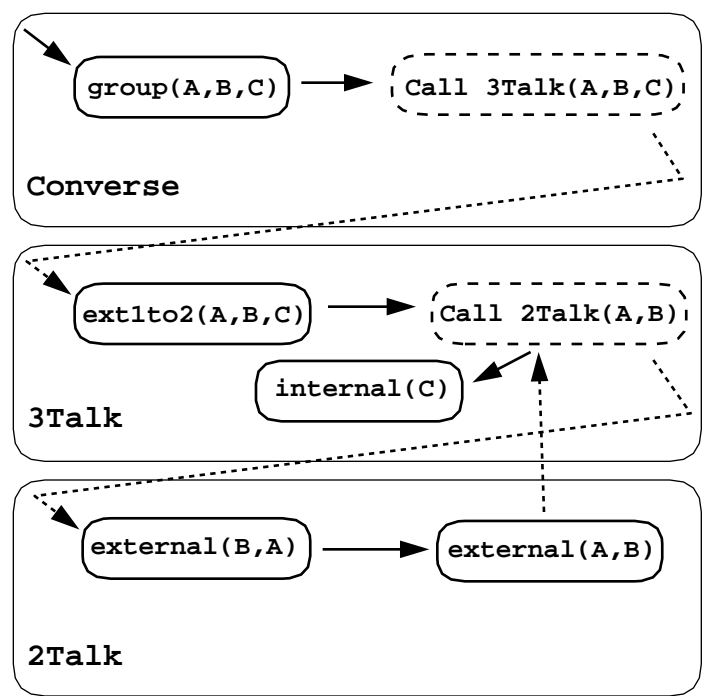 group(A,B,C)
Call 3Talk(A,B,C)
Converse
ext1to2(A,B,C)
Call 2Talk(A,B)
internal(C)
3Talk
external(B,A)
external(A,B)
2Talk